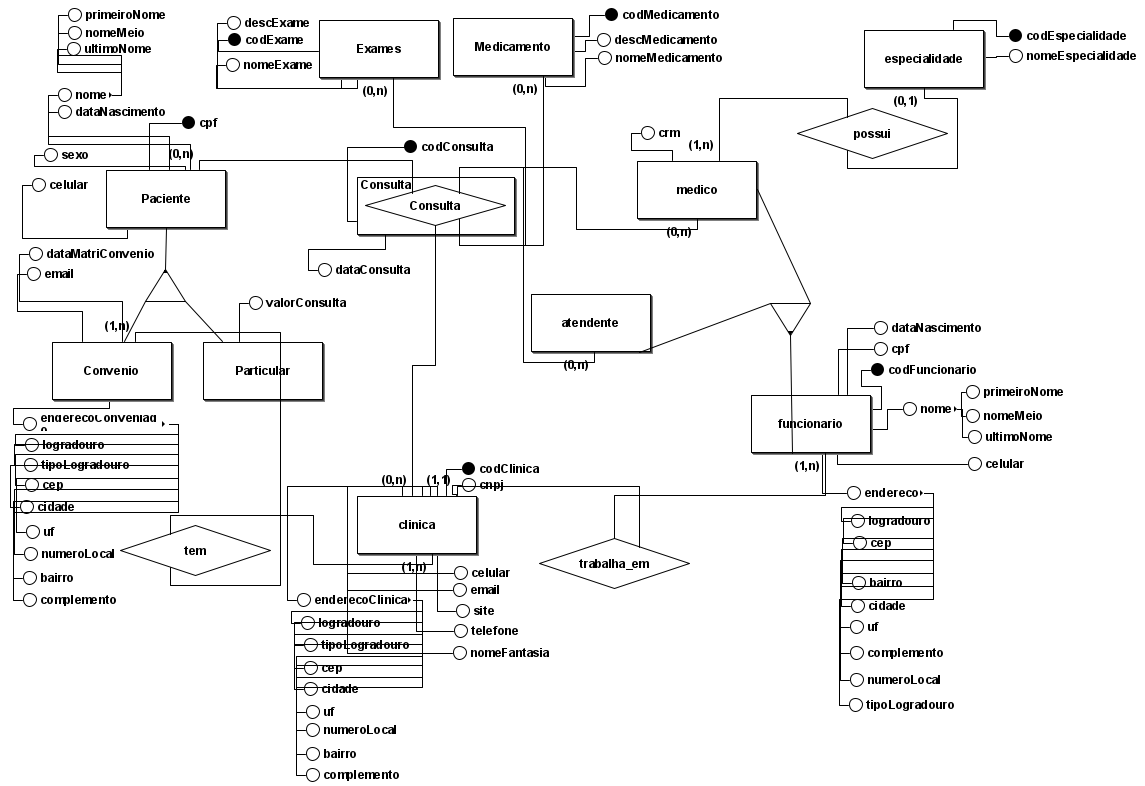 primeiroNome
nomeMeio
ultimoNome
nome
dataNascimento
cpf
sexo
(0,n)
celular
Paciente
descExame
codExame
nomeExame
Exames
(0,n)
Medicamento
(0,n)
codMedicamento
descMedicamento
nomeMedicamento
especialidade
(0,1)
codEspecialidade
nomeEspecialidade
possui
crm
(1,n)
medico
(0,n)
codConsulta
Consulta
Consulta
dataConsulta
dataMatriConvenio
email
(1,n)
valorConsulta
Convenio
Particular
atendente
(0,n)
dataNascimento
cpf
codFuncionario
primeiroNome
nome
nomeMeio
ultimoNome
funcionario
(1,n)
celular
enderecoConveniad
o
logradouro
tipoLogradouro
cep
cidade
uf
numeroLocal
bairro
complemento
tem
(0,n)
(1,1)
codClinica
cnpj
clinica
(1,n)
celular
email
site
telefone
nomeFantasia
enderecoClinica
logradouro
tipoLogradouro
cep
cidade
uf
numeroLocal
bairro
complemento
trabalha_em
endereco
logradouro
cep
bairro
cidade
uf
complemento
numeroLocal
tipoLogradouro